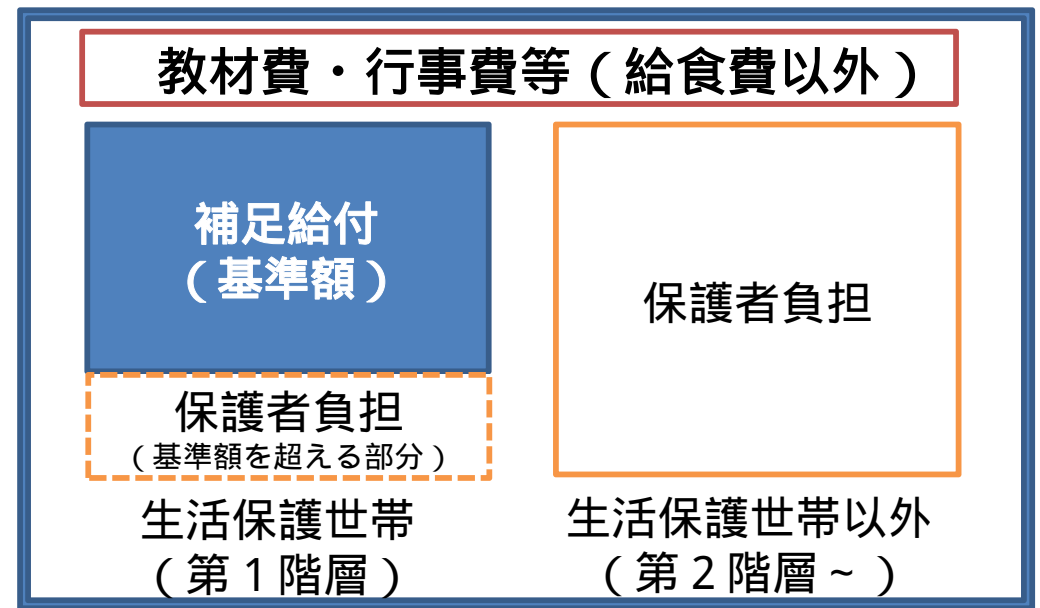 教材費・行事費等（給食費以外）
補足給付
（基準額）
保護者負担
（基準額を超える部分）
生活保護世帯
（第１階層）
保護者負担
生活保護世帯以外
（第２階層~ ）